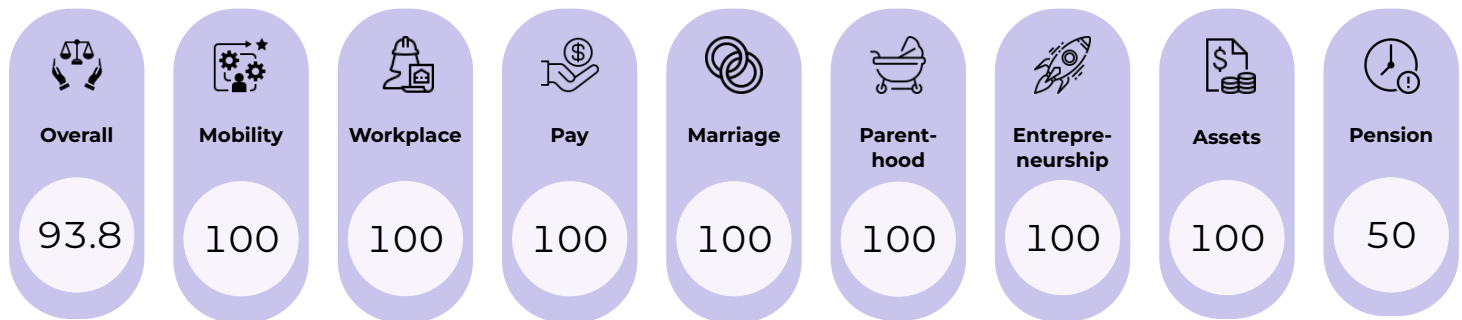 Overall
93.8
Mobility
100
Workplace
100
Pay
$
100
Marriage
100
Parent-
hood
100
Entrepre-
neurship
100
$
Assets
100
Pension
50